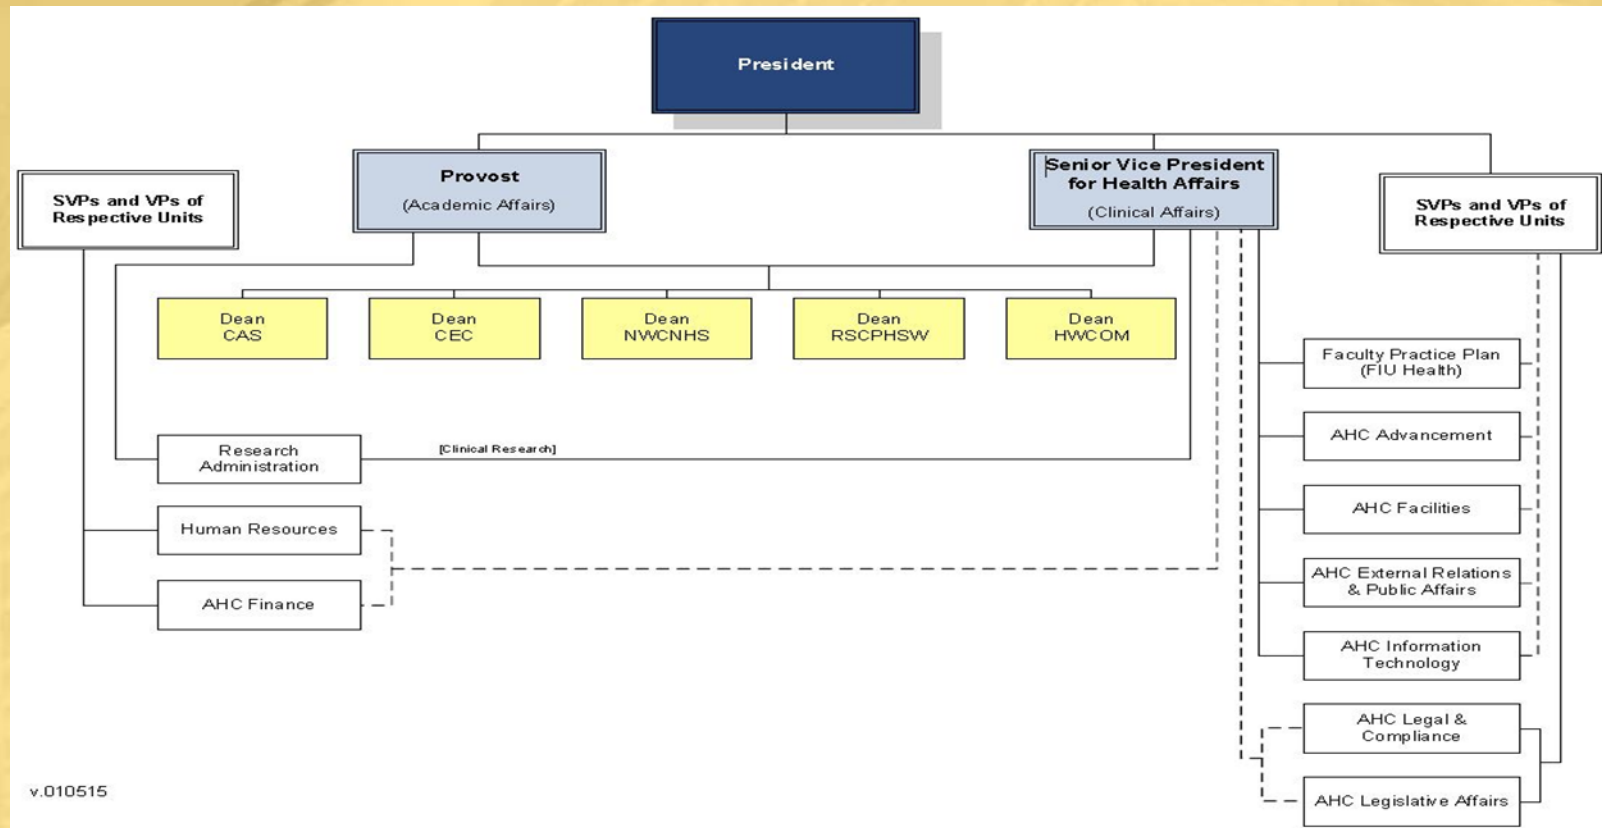 President
SVPs and VPs of
Respective Units
Provost
(Academic Affairs)
Senior Vice President
for Health Affairs
(Clinical Affairs)
SVPs and VPs of
Respective Units
Dean
CAS
Dean
CEC
Dean
NWCNHS
Dean
RSCPHSW
Dean
HWCOM
Faculty Practice Plan
(FIU Health)
AHC Advancement
Research
Administration
[Clinical Research]
AHC Facilities
Human Resources
AHC External Relations
& Public Affairs
AHC Finance
AHC Information
Technology
AHC Legal &
Compliance
AHC Legislative Affairs
v.010515